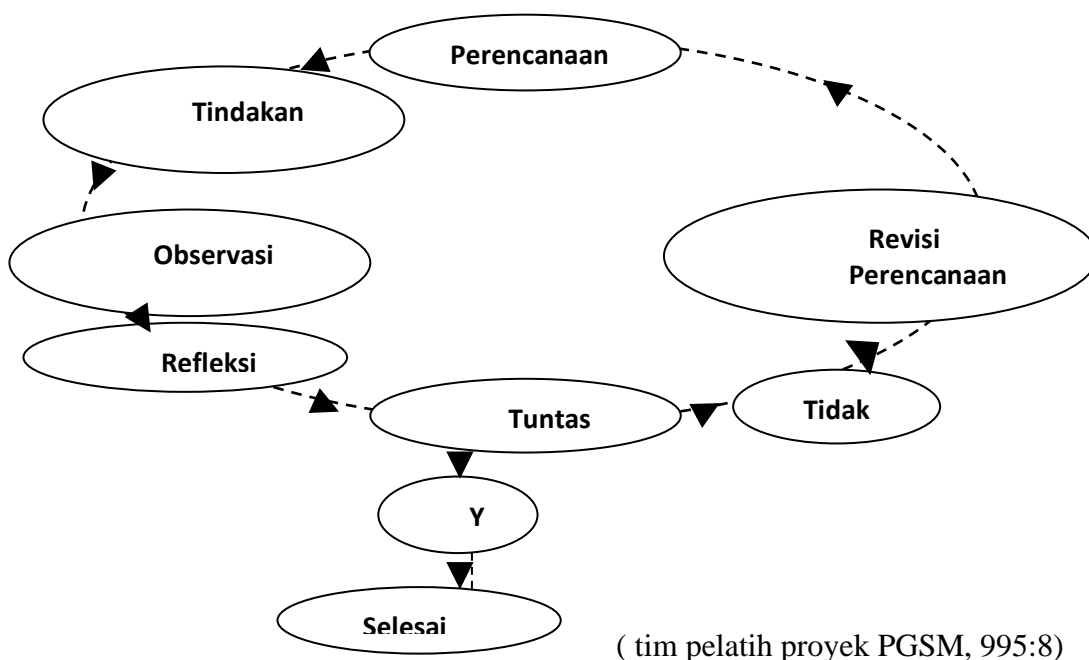 Perencanaan
Tindakan
Observasi
Revisi
Perencanaan
Refleksi
Tuntas
Tidak
Y
Selesai
( tim pelatih proyek PGSM, 995:8)